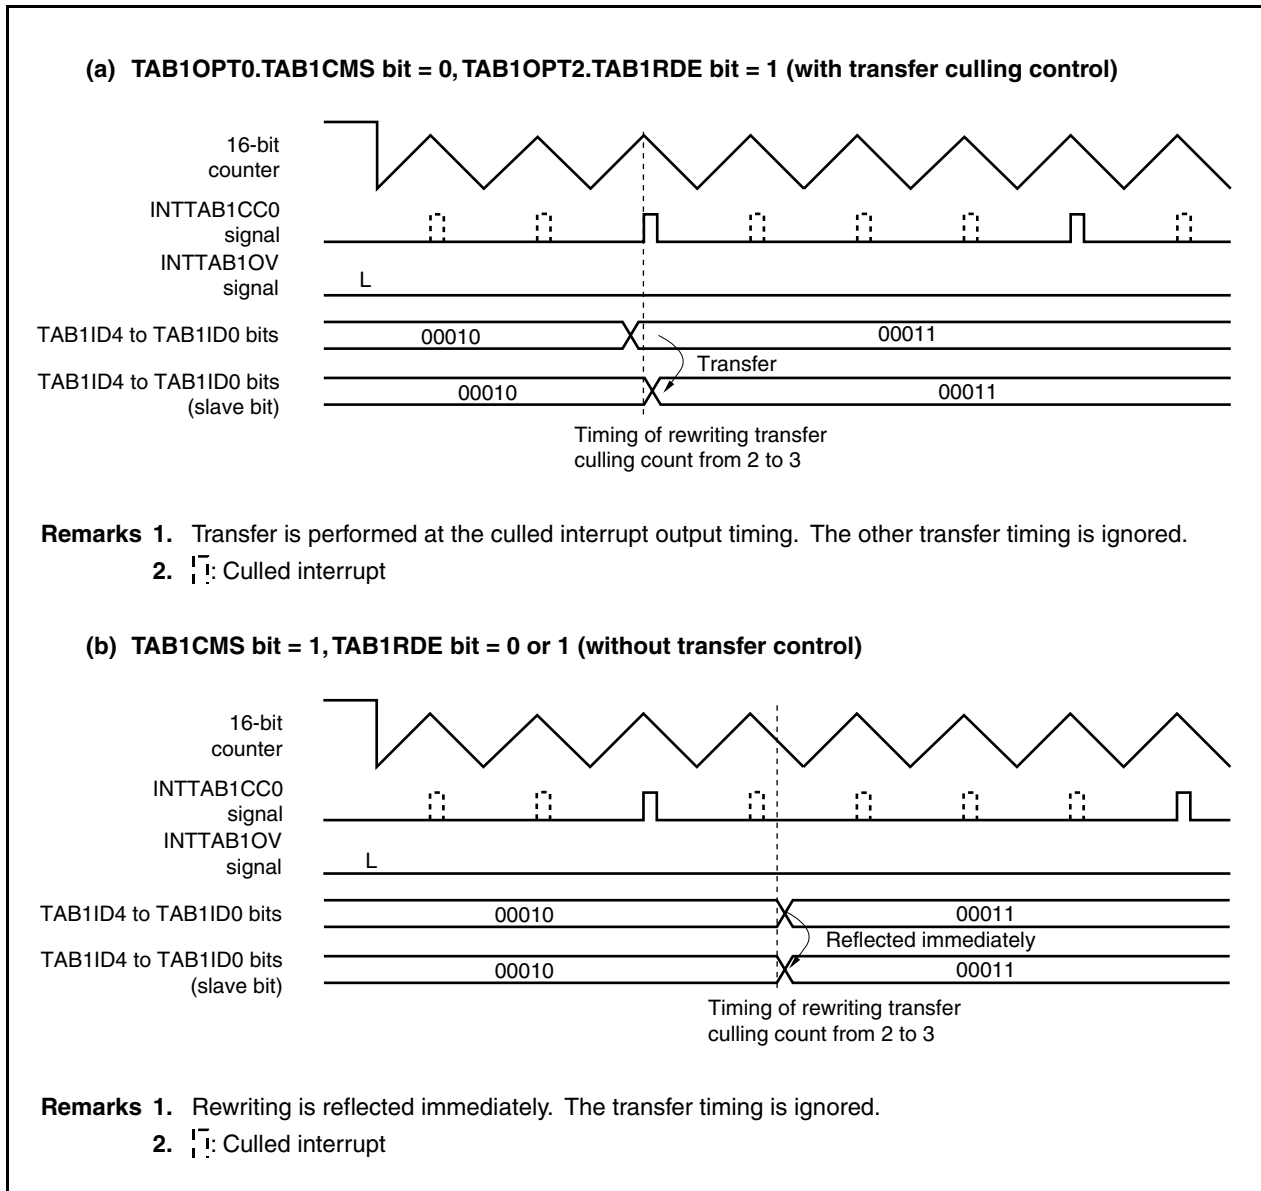 (a) TAB1OPT0.TAB1CMS bit = 0, TAB1OPT2.TAB1RDE bit = 1 (with transfer culling control)
16-bit
counter
INTTAB1CC0
signal
INTTAB1OV
signal
L
TAB1ID4 to TAB1ID0 bits
00010
00011
Transfer
TAB1ID4 to TAB1ID0 bits
(slave bit)
00010
00011
Timing of rewriting transfer
culling count from 2 to 3
Remarks 1. Transfer is performed at the culled interrupt output timing. The other transfer timing is ignored.
2. : Culled interrupt
(b) TAB1CMS bit = 1, TAB1RDE bit = 0 or 1 (without transfer control)
16-bit
counter
INTTAB1CC0
signal
INTTAB1OV
signal
L
TAB1ID4 to TAB1ID0 bits
00010
00011
Reflected immediately
TAB1ID4 to TAB1ID0 bits
(slave bit)
00010
00011
Timing of rewriting transfer
culling count from 2 to 3
Remarks 1. Rewriting is reflected immediately. The transfer timing is ignored.
2. : Culled interrupt